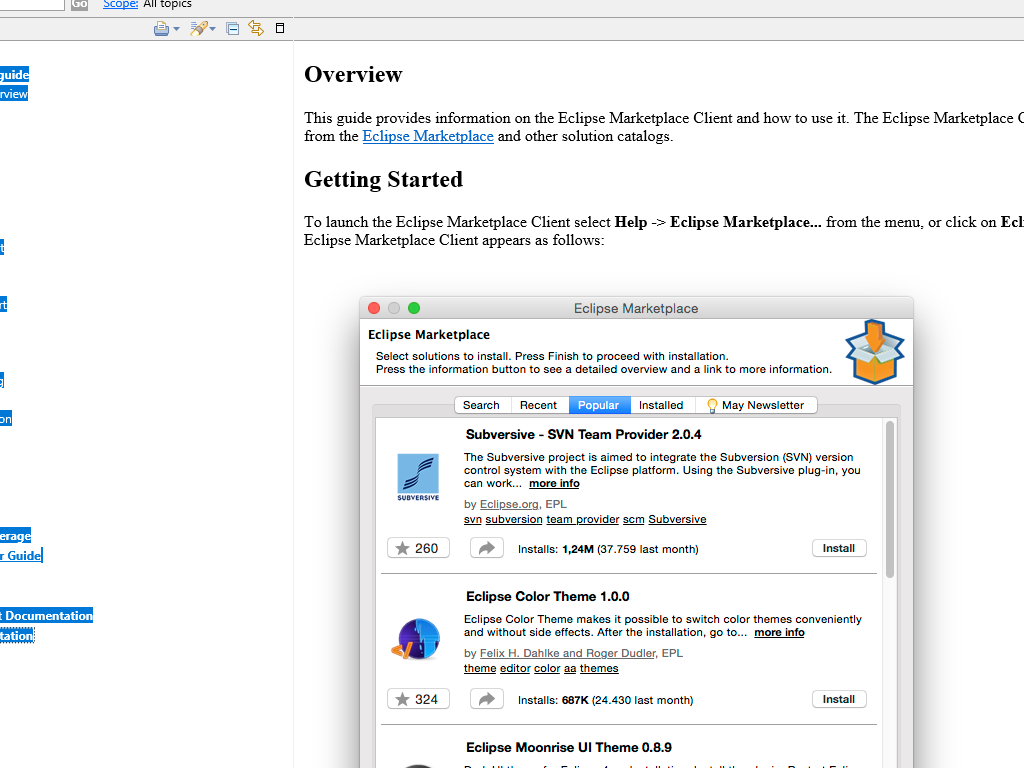 Go Scope: All topics
guide
rview
t
rt
g
on
erage
r Guide
t Documentation
tation
Overview
This guide provides information on the Eclipse Marketplace Client and how to use it. The Eclipse Marketplace C
from the Eclipse Marketplace and other solution catalogs.
Getting Started
To launch the Eclipse Marketplace Client select Help -> Eclipse Marketplace... from the menu, or click on Ecl
Eclipse Marketplace Client appears as follows:
Eclipse Marketplace
Eclipse Marketplace
Select solutions to install. Press Finish to proceed with installation.
Press the information button to see a detailed overview and a link to more information.
Search Recent Popular Installed May Newsletter
Subversive - SVN Team Provider 2.0.4
The Subversive project is aimed to integrate the Subversion (SVN) version
control system with the Eclipse platform. Using the Subversive plug-in, you
can work... more info
SUBVERSIVE
by Eclipse.org, EPL
svn subversion team provider scm Subversive
260 Installs: 1,24M (37.759 last month) Install
Eclipse Color Theme 1.0.0
Eclipse Color Theme makes it possible to switch color themes conveniently
and without side effects. After the installation, go to... more info
by Felix H. Dahlke and Roger Dudler, EPL
theme editor color aa themes
324 Installs: 687K (24.430 last month) Install
Eclipse Moonrise UI Theme 0.8.9